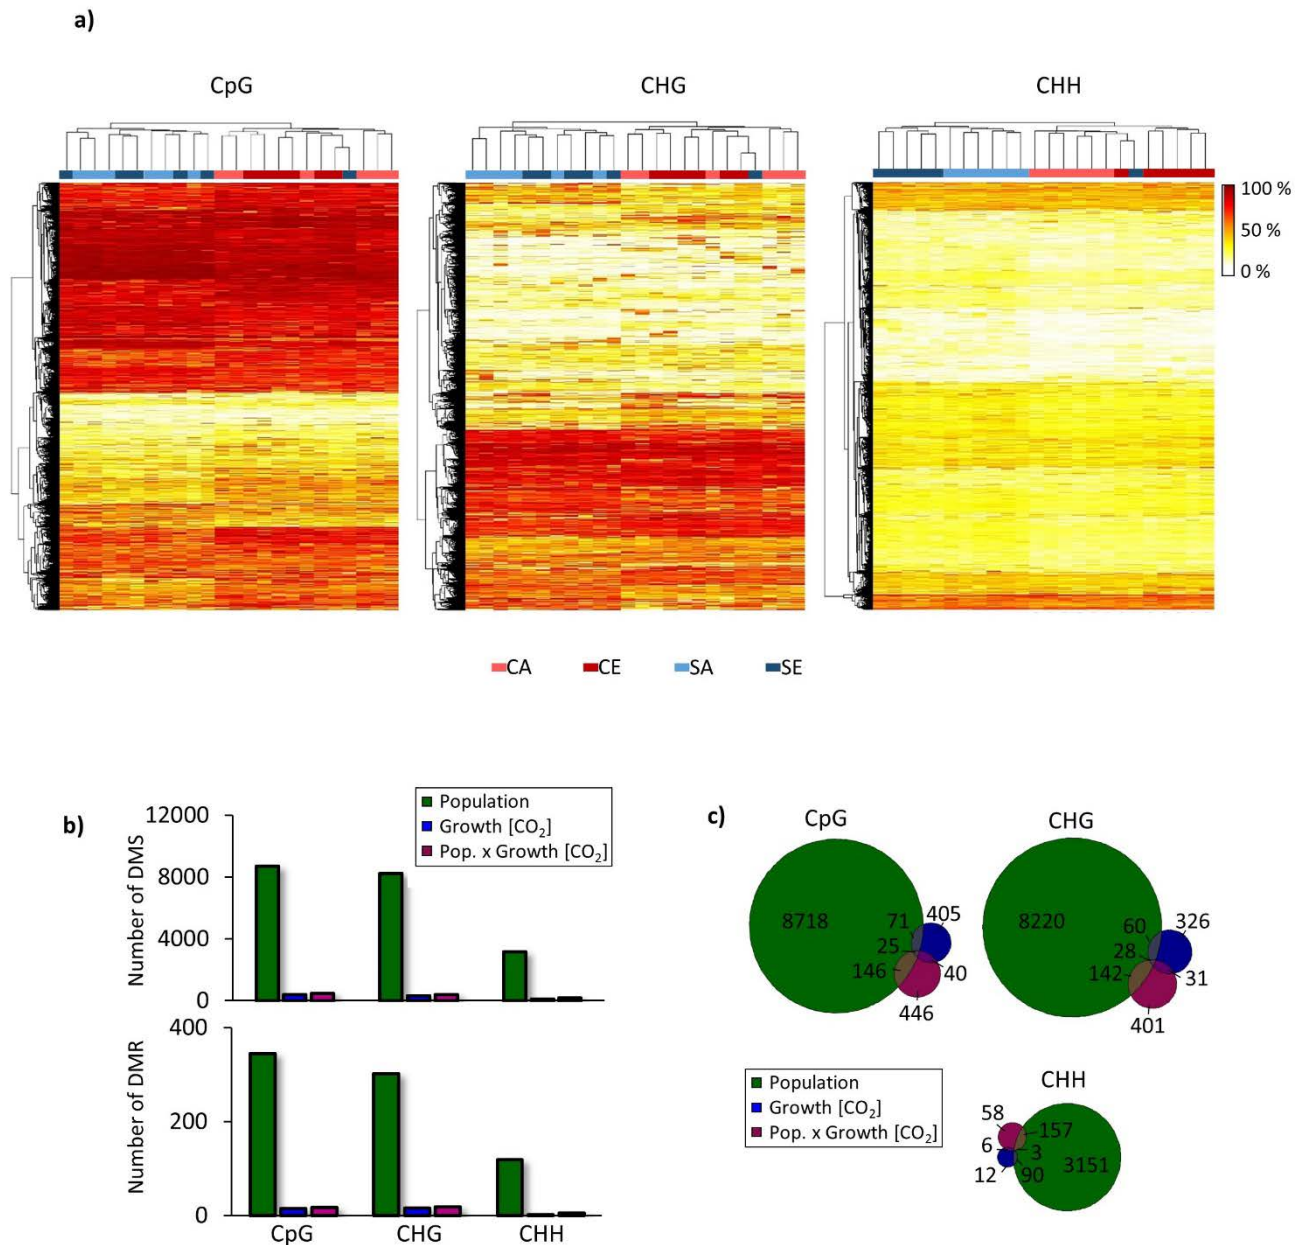 a)
CpG
CHG
CHH
100 %
50 %
0 %
CA
CE
SA
SE
b)
Number of DMS
12000
8000
4000
0
Population
Growth [CO₂]
Pop. x Growth [CO₂]
Number of DMR
400
200
0
CpG
CHG
CHH
c)
CpG
8718
71
405
25
146
40
446
CHG
8220
60
326
28
142
31
401
Population
Growth [CO₂]
Pop. x Growth [CO₂]
CHH
58
157
6
3
12
90
3151